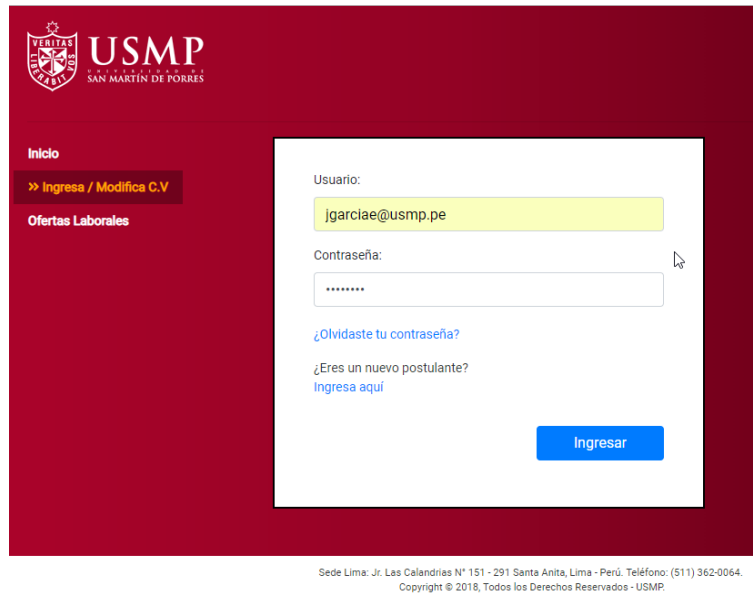 VERITAS
LIBERABIT VOS
USMP
UNIVERSIDAD DE
SAN MARTÍN DE PORRES
Inicio
» Ingresa / Modifica C.V
Ofertas Laborales
Usuario:
jgarciae@usmp.pe
Contraseña:
••••••••
¿Olvidaste tu contraseña?
¿Eres un nuevo postulante?
Ingresa aquí
Ingresar
Sede Lima: Jr. Las Calandrias N° 151 - 291 Santa Anita, Lima - Perú. Teléfono: (511) 362-0064.
Copyright © 2018, Todos los Derechos Reservados - USMP.